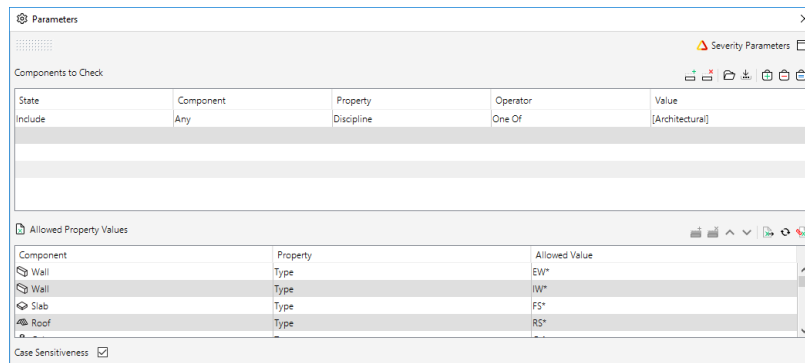 Parameters
Severity Parameters
Components to Check
State Component Property Operator Value
Include Any Discipline One Of [Architectural]
Allowed Property Values
Component Property Allowed Value
Wall Type EW*
Wall Type IW*
Slab Type FS*
Roof Type RS*
Case Sensitiveness